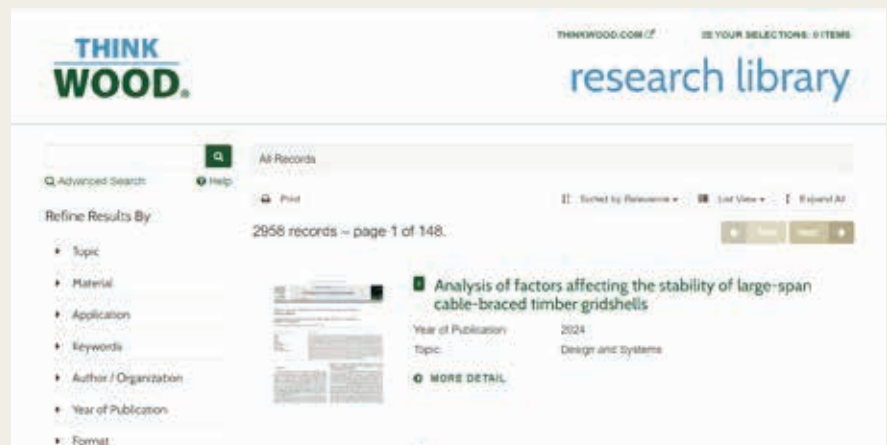 THINK
WOOD®
THINKWOOD.COM
YOUR SELECTIONS: 0 ITEMS
research library
Advanced Search
Help
All Records
Print
Sorted by Relevance
List View
Expand All
Refine Results By
2958 records – page 1 of 148.
Next
Topic
Material
Application
Keywords
Author / Organization
Year of Publication
Format
Analysis of factors affecting the stability of large-span
cable-braced timber gridshells
Year of Publication 2024
Topic: Design and Systems
MORE DETAIL